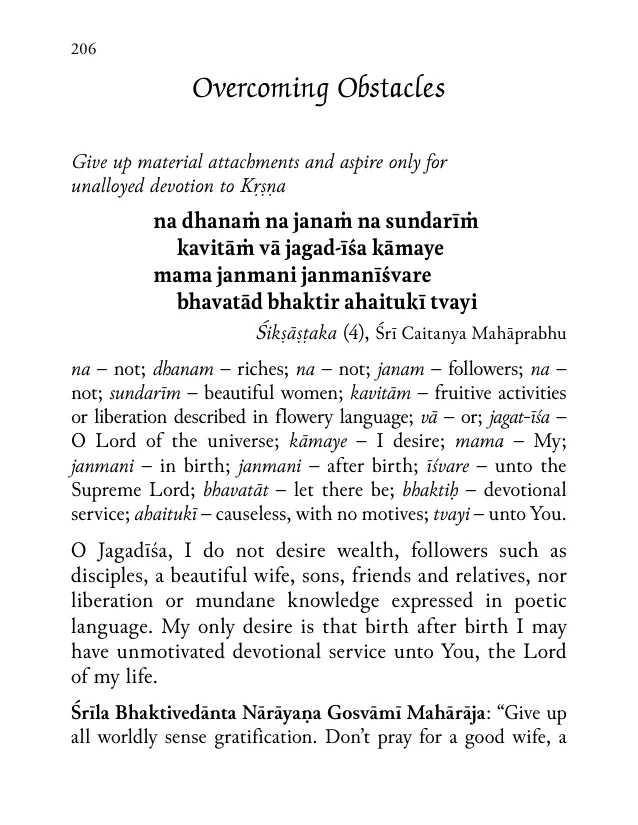 206
Overcoming Obstacles
Give up material attachments and aspire only for
unalloyed devotion to Kṛṣṇa
na dhanaṁ na janaṁ na sundarīṁ
kavitāṁ vā jagad-īśa kāmaye
mama janmani janmanīśvare
bhavatād bhaktir ahaitukī tvayi
Śikṣāṣṭaka (4), Śrī Caitanya Mahāprabhu
na – not; dhanam – riches; na – not; janam – followers; na –
not; sundarīm – beautiful women; kavitām – fruitive activities
or liberation described in flowery language; vā – or; jagat-īśa –
O Lord of the universe; kāmaye – I desire; mama – My;
janmani – in birth; janmani – after birth; īśvare – unto the
Supreme Lord; bhavatāt – let there be; bhaktiḥ – devotional
service; ahaitukī – causeless, with no motives; tvayi – unto You.
O Jagadīśa, I do not desire wealth, followers such as
disciples, a beautiful wife, sons, friends and relatives, nor
liberation or mundane knowledge expressed in poetic
language. My only desire is that birth after birth I may
have unmotivated devotional service unto You, the Lord
of my life.
Śrīla Bhaktivedānta Nārāyaṇa Gosvāmī Mahārāja: “Give up
all worldly sense gratification. Don’t pray for a good wife, a